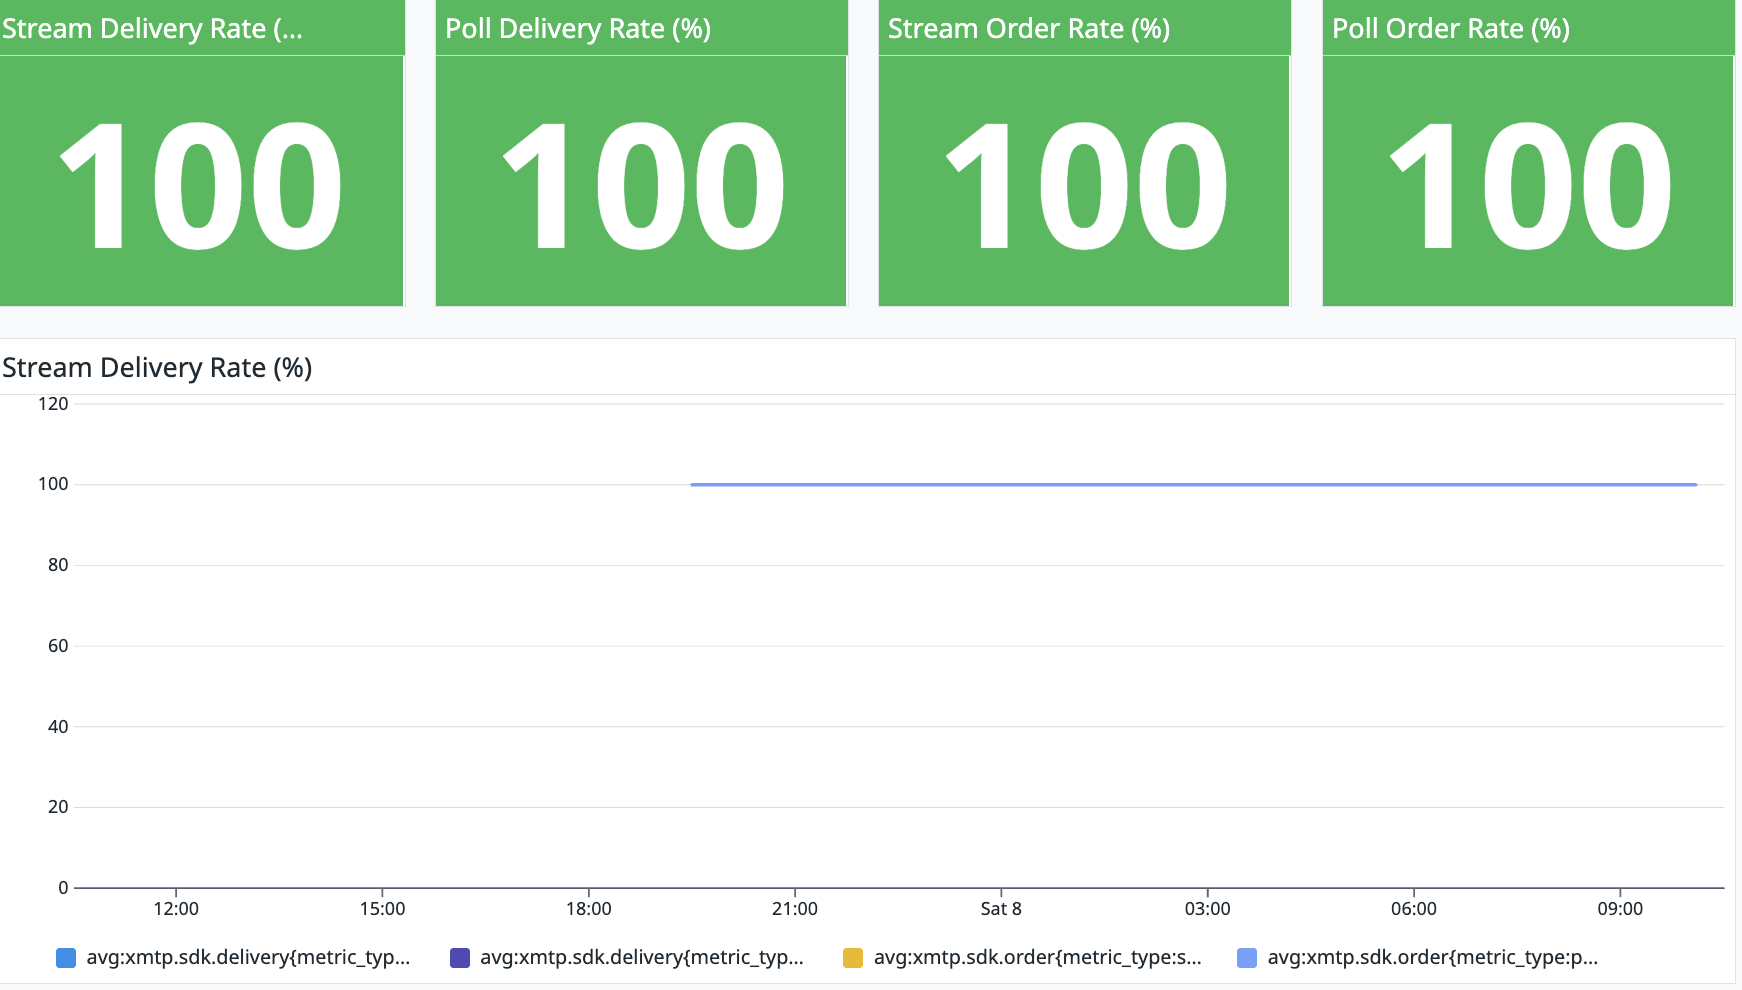 Stream Delivery Rate (...
Poll Delivery Rate (%)
Stream Order Rate (%)
Poll Order Rate (%)
100
100
100
100
Stream Delivery Rate (%)
120
100
80
60
40
20
0
12:00
15:00
18:00
21:00
Sat 8
03:00
06:00
09:00
avg:xmtp.sdk.delivery{metric_typ...
avg:xmtp.sdk.delivery{metric_typ...
avg:xmtp.sdk.order{metric_type:s...
avg:xmtp.sdk.order{metric_type:p...